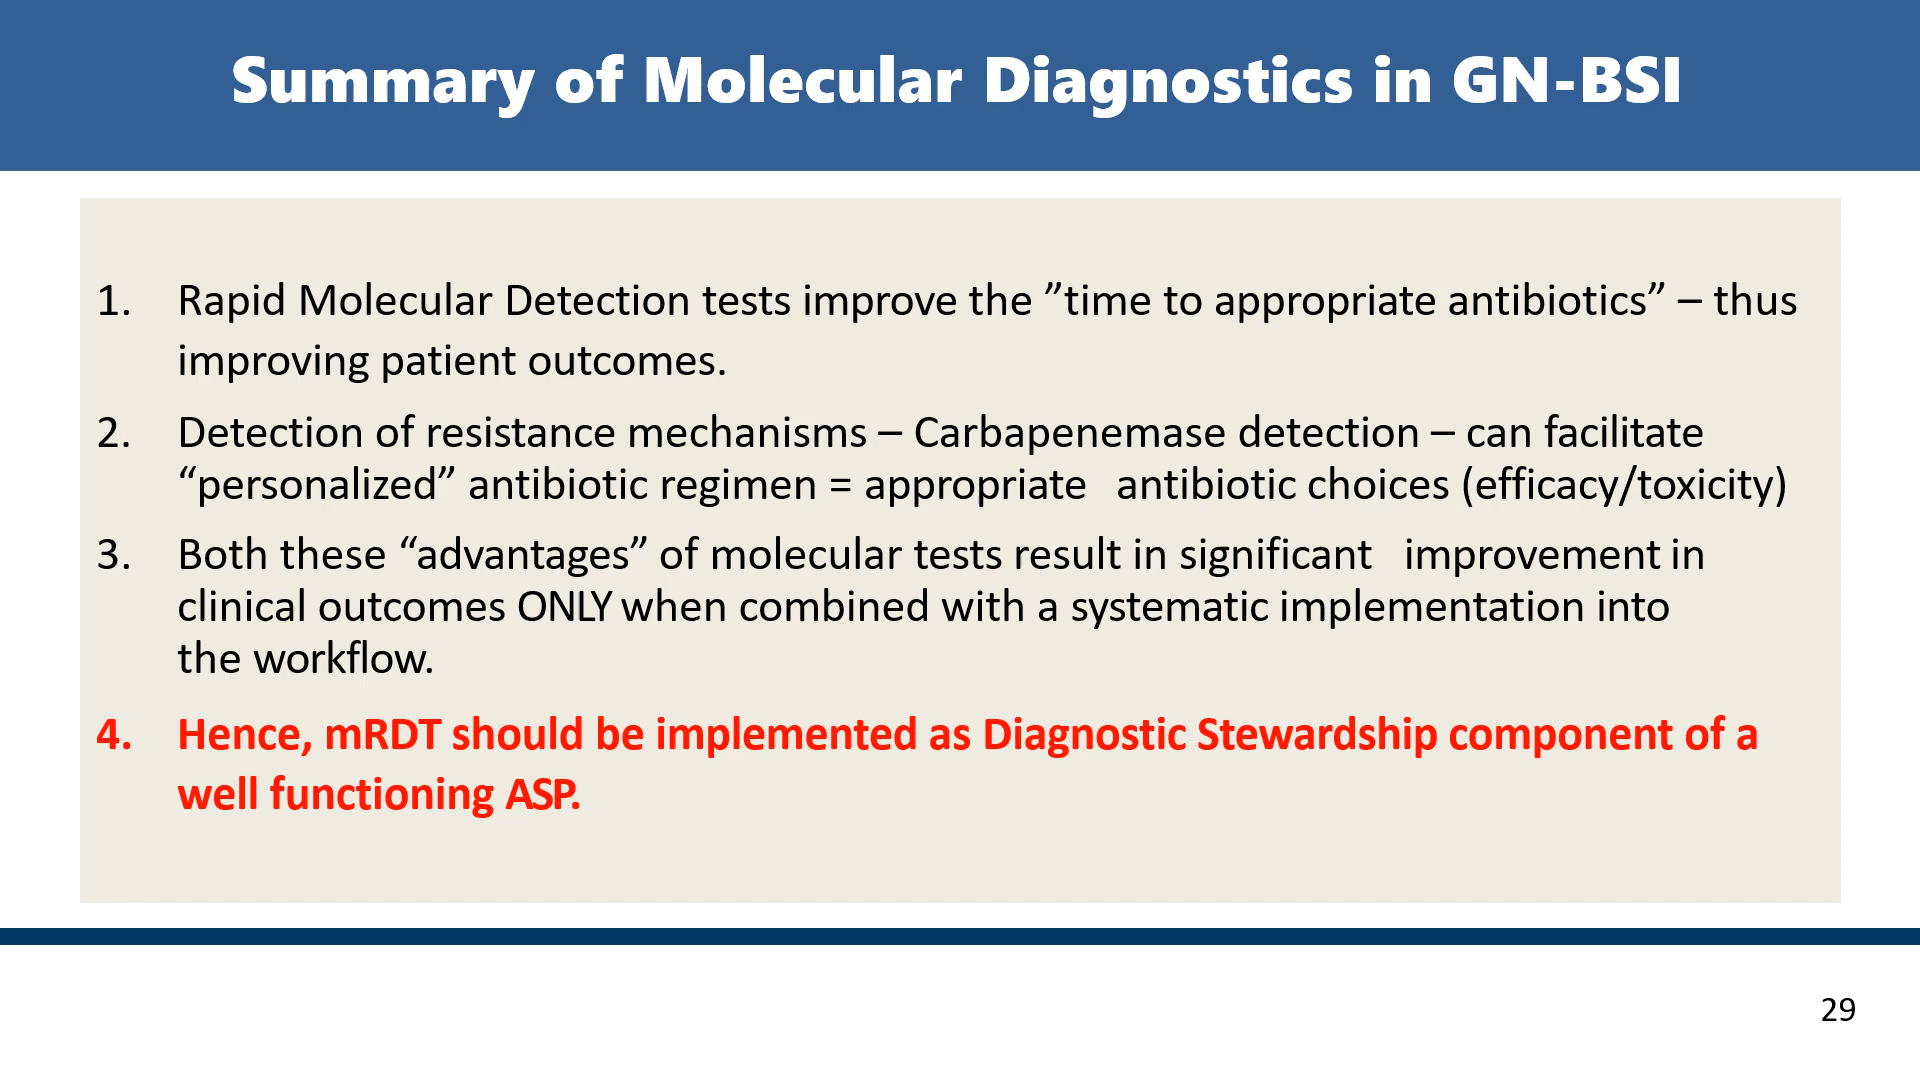 Summary of Molecular Diagnostics in GN-BSI
1. Rapid Molecular Detection tests improve the ”time to appropriate antibiotics” – thus
improving patient outcomes.
2. Detection of resistance mechanisms – Carbapenemase detection – can facilitate
“personalized” antibiotic regimen = appropriate antibiotic choices (efficacy/toxicity)
3. Both these “advantages” of molecular tests result in significant improvement in
clinical outcomes ONLY when combined with a systematic implementation into
the workflow.
4. Hence, mRDT should be implemented as Diagnostic Stewardship component of a
well functioning ASP.
29